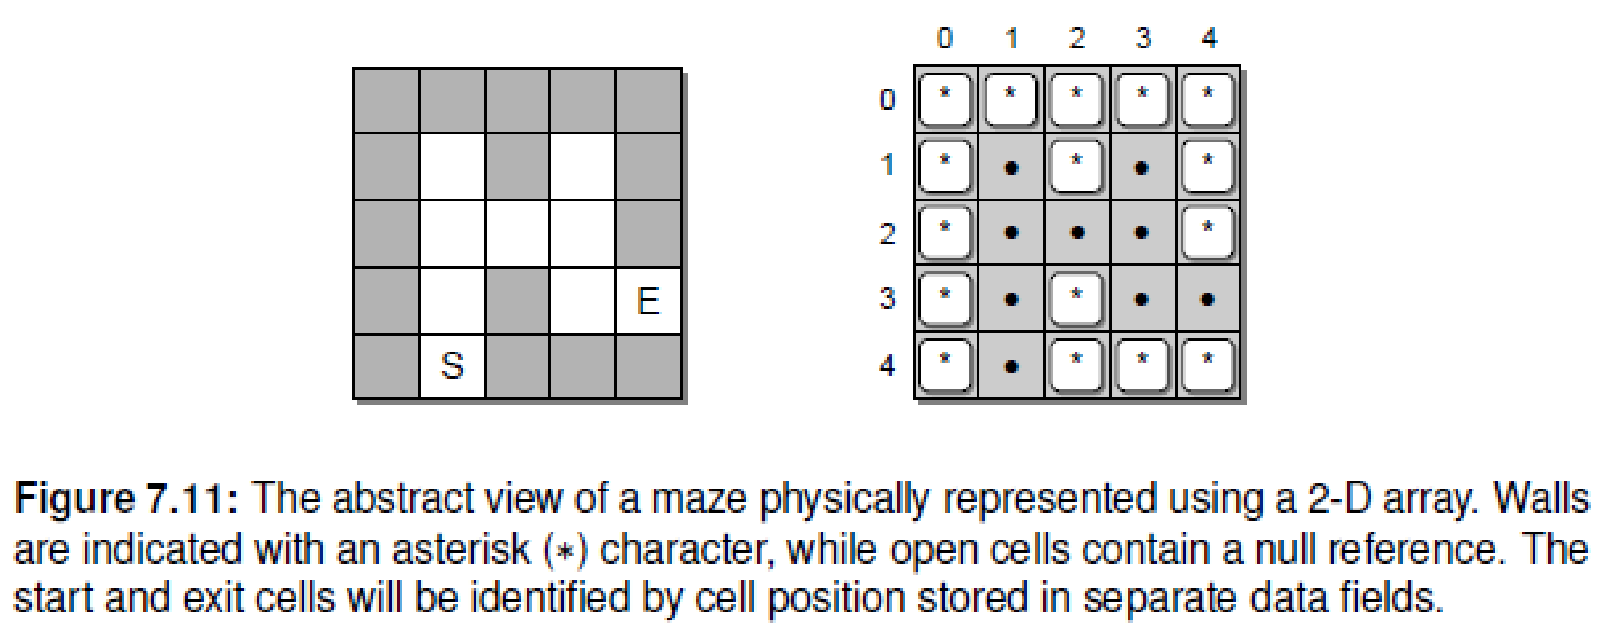 0 1 2 3 4
0 * * * * *
1 * • * • *
2 * • • • *
3 * • * • •
4 * • * * *
E
S
Figure 7.11: The abstract view of a maze physically represented using a 2-D array. Walls
are indicated with an asterisk (*) character, while open cells contain a null reference. The
start and exit cells will be identified by cell position stored in separate data fields.